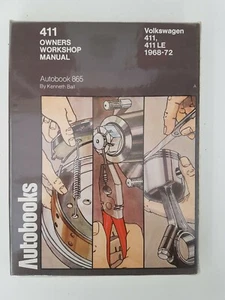 411
OWNERS
WORKSHOP
MANUAL
Volkswagen
411,
411 LE
1968-72
Autobook 865
By Kenneth Ball
Autobooks